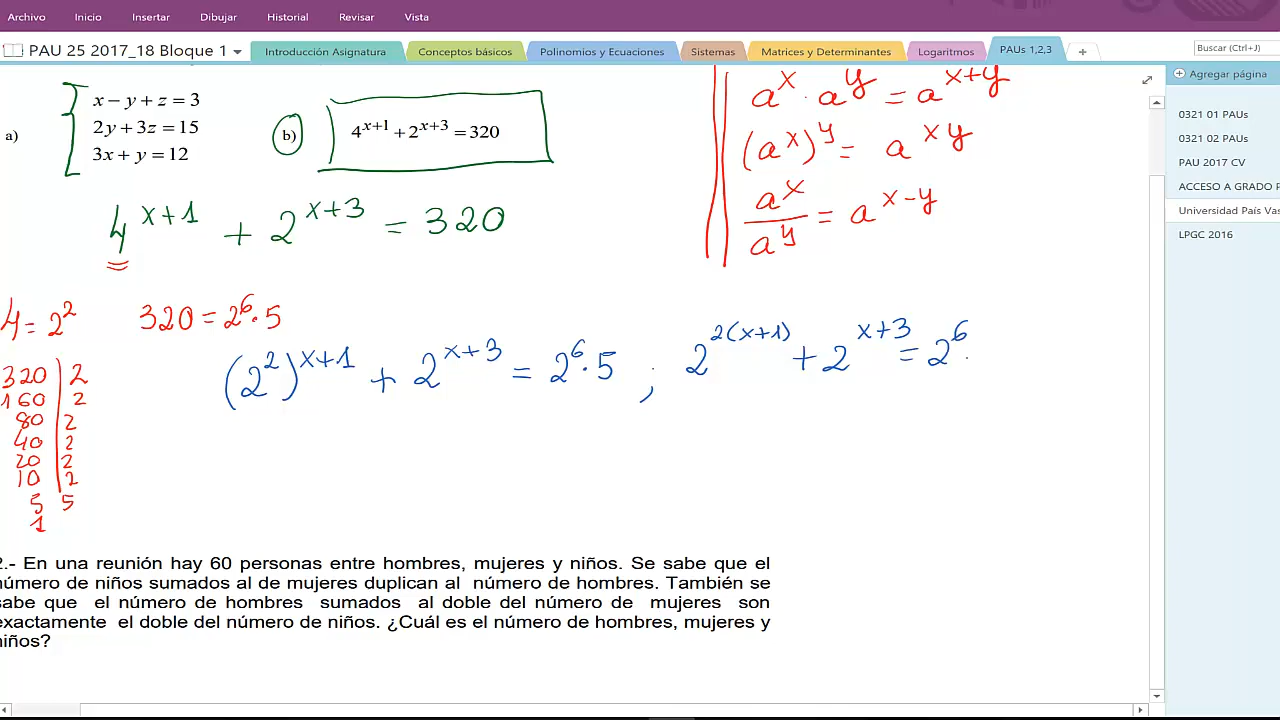 Archivo Inicio Insertar Dibujar Historial Revisar Vista
PAU 25 2017_18 Bloque 1 Introducción Asignatura Conceptos básicos Polinomios y Ecuaciones Sistemas Matrices y Determinantes Logaritmos PAUs 1,2,3 + Buscar (Ctrl+J)
Agregar página
0321 01 PAUs
0321 02 PAUs
PAU 2017 CV
ACCESO A GRADO
Universidad País
LPGC 2016
a) x − y + z = 3
2y + 3z = 15
3x + y = 12
b) 4^{x+1} + 2^{x+3} = 320
a^x · a^y = a^{x+y}
(a^x)^y = a^{xy}
a^x / a^y = a^{x-y}
4^{x+1} + 2^{x+3} = 320
4 = 2^2 320 = 2^6 · 5
(2^2)^{x+1} + 2^{x+3} = 2^6 · 5 ; 2^{2(x+1)} + 2^{x+3} = 2^6 ·
320 | 2
160 | 2
80 | 2
40 | 2
20 | 2
10 | 2
5 5
1
2.- En una reunión hay 60 personas entre hombres, mujeres y niños. Se sabe que el
número de niños sumados al de mujeres duplican al número de hombres. También se
sabe que el número de hombres sumados al doble del número de mujeres son
exactamente el doble del número de niños. ¿Cuál es el número de hombres, mujeres y
niños?